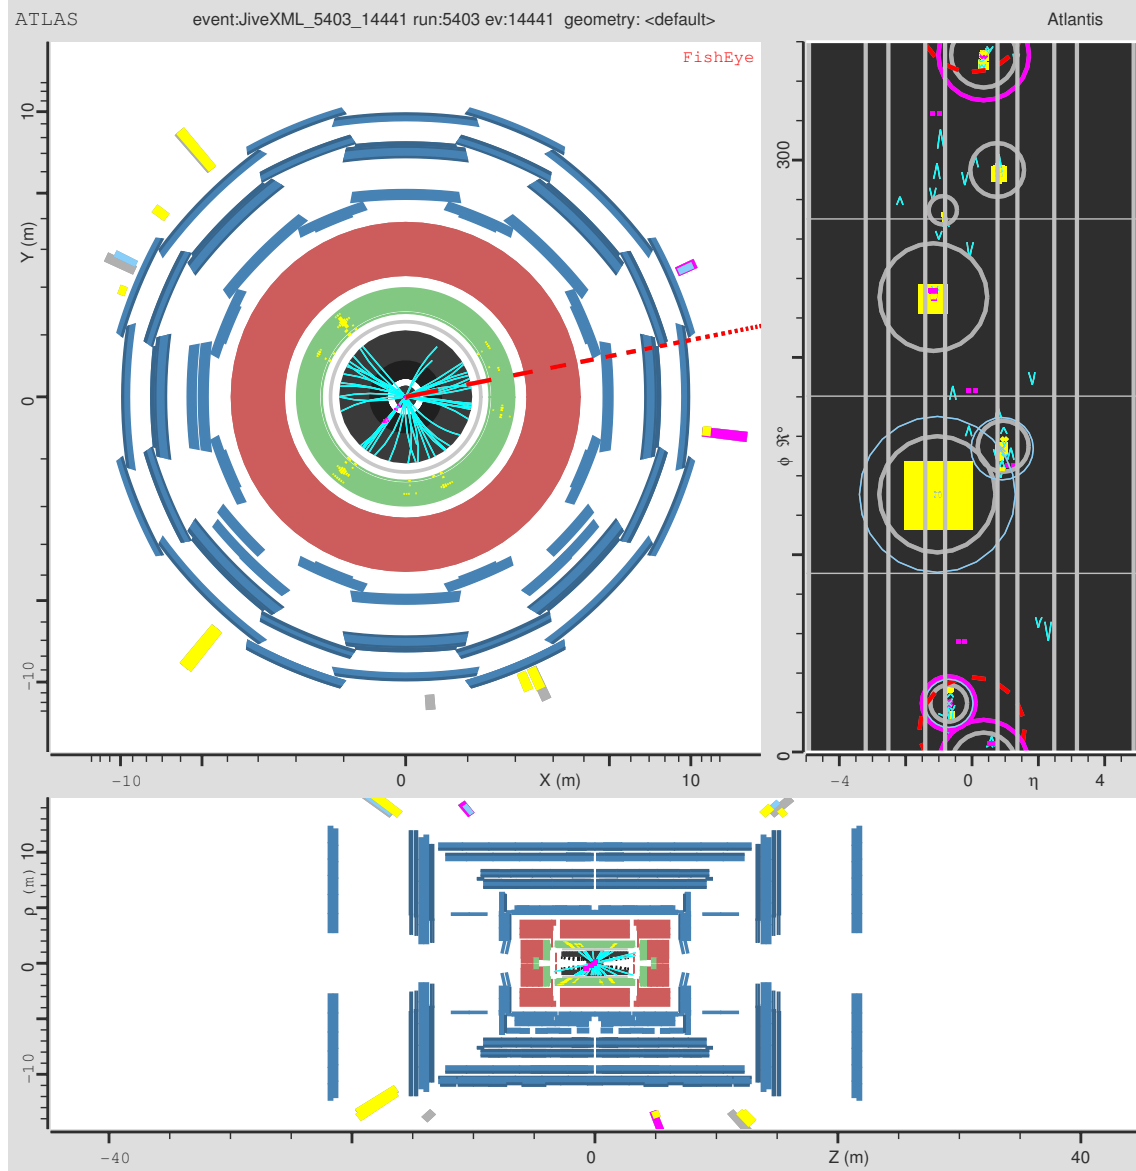 ATLAS event:JiveXML_5403_14441 run:5403 ev:14441 geometry: <default> Atlantis
FishEye
10
Y (m)
0
-10
-10 0 X (m) 10
300
ϕ ℜ°
0
-4 0 η 4
10
ρ (m)
0
-10
-40 0 Z (m) 40